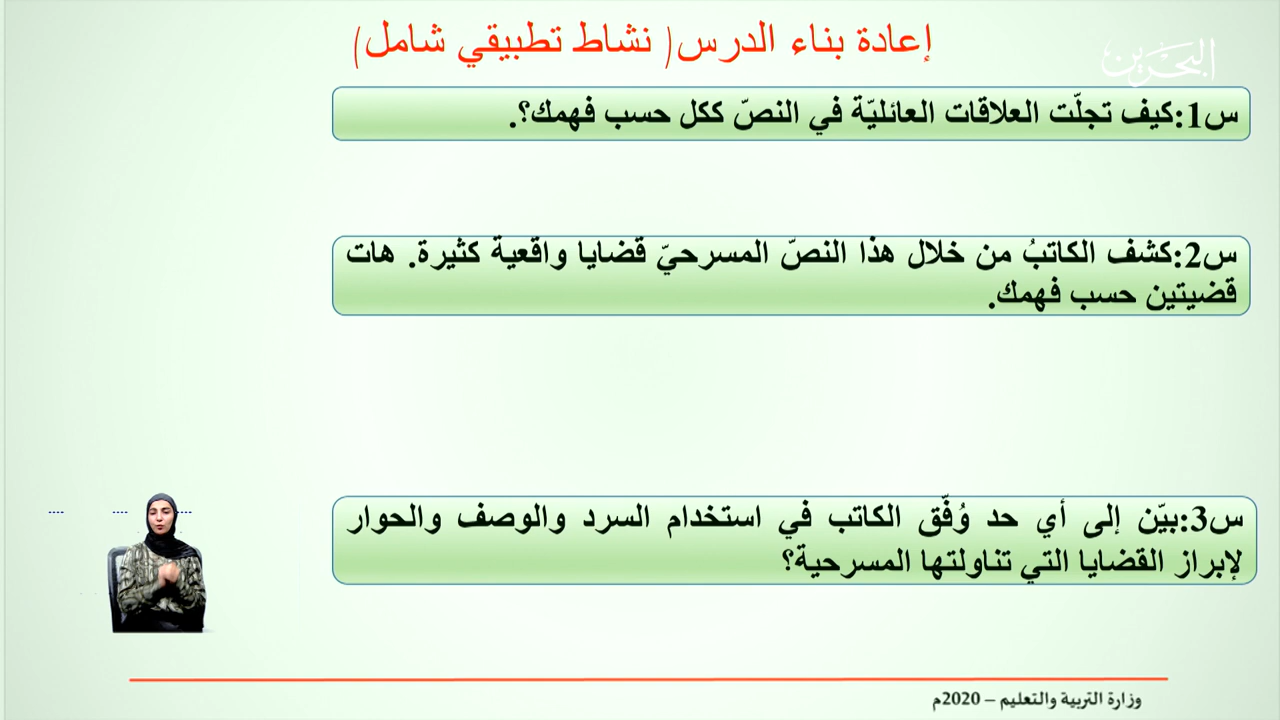 إعادة بناء الدرس( نشاط تطبيقي شامل)
البحرين
س1:كيف تجلّت العلاقات العائليّة في النصّ ككل حسب فهمك؟.
س2:كشف الكاتبُ من خلال هذا النصّ المسرحيّ قضايا واقعية كثيرة. هات
قضيتين حسب فهمك.
س3:بيّن إلى أي حد وُفّق الكاتب في استخدام السرد والوصف والحوار
لإبراز القضايا التي تناولتها المسرحية؟
وزارة التربية والتعليم – 2020م